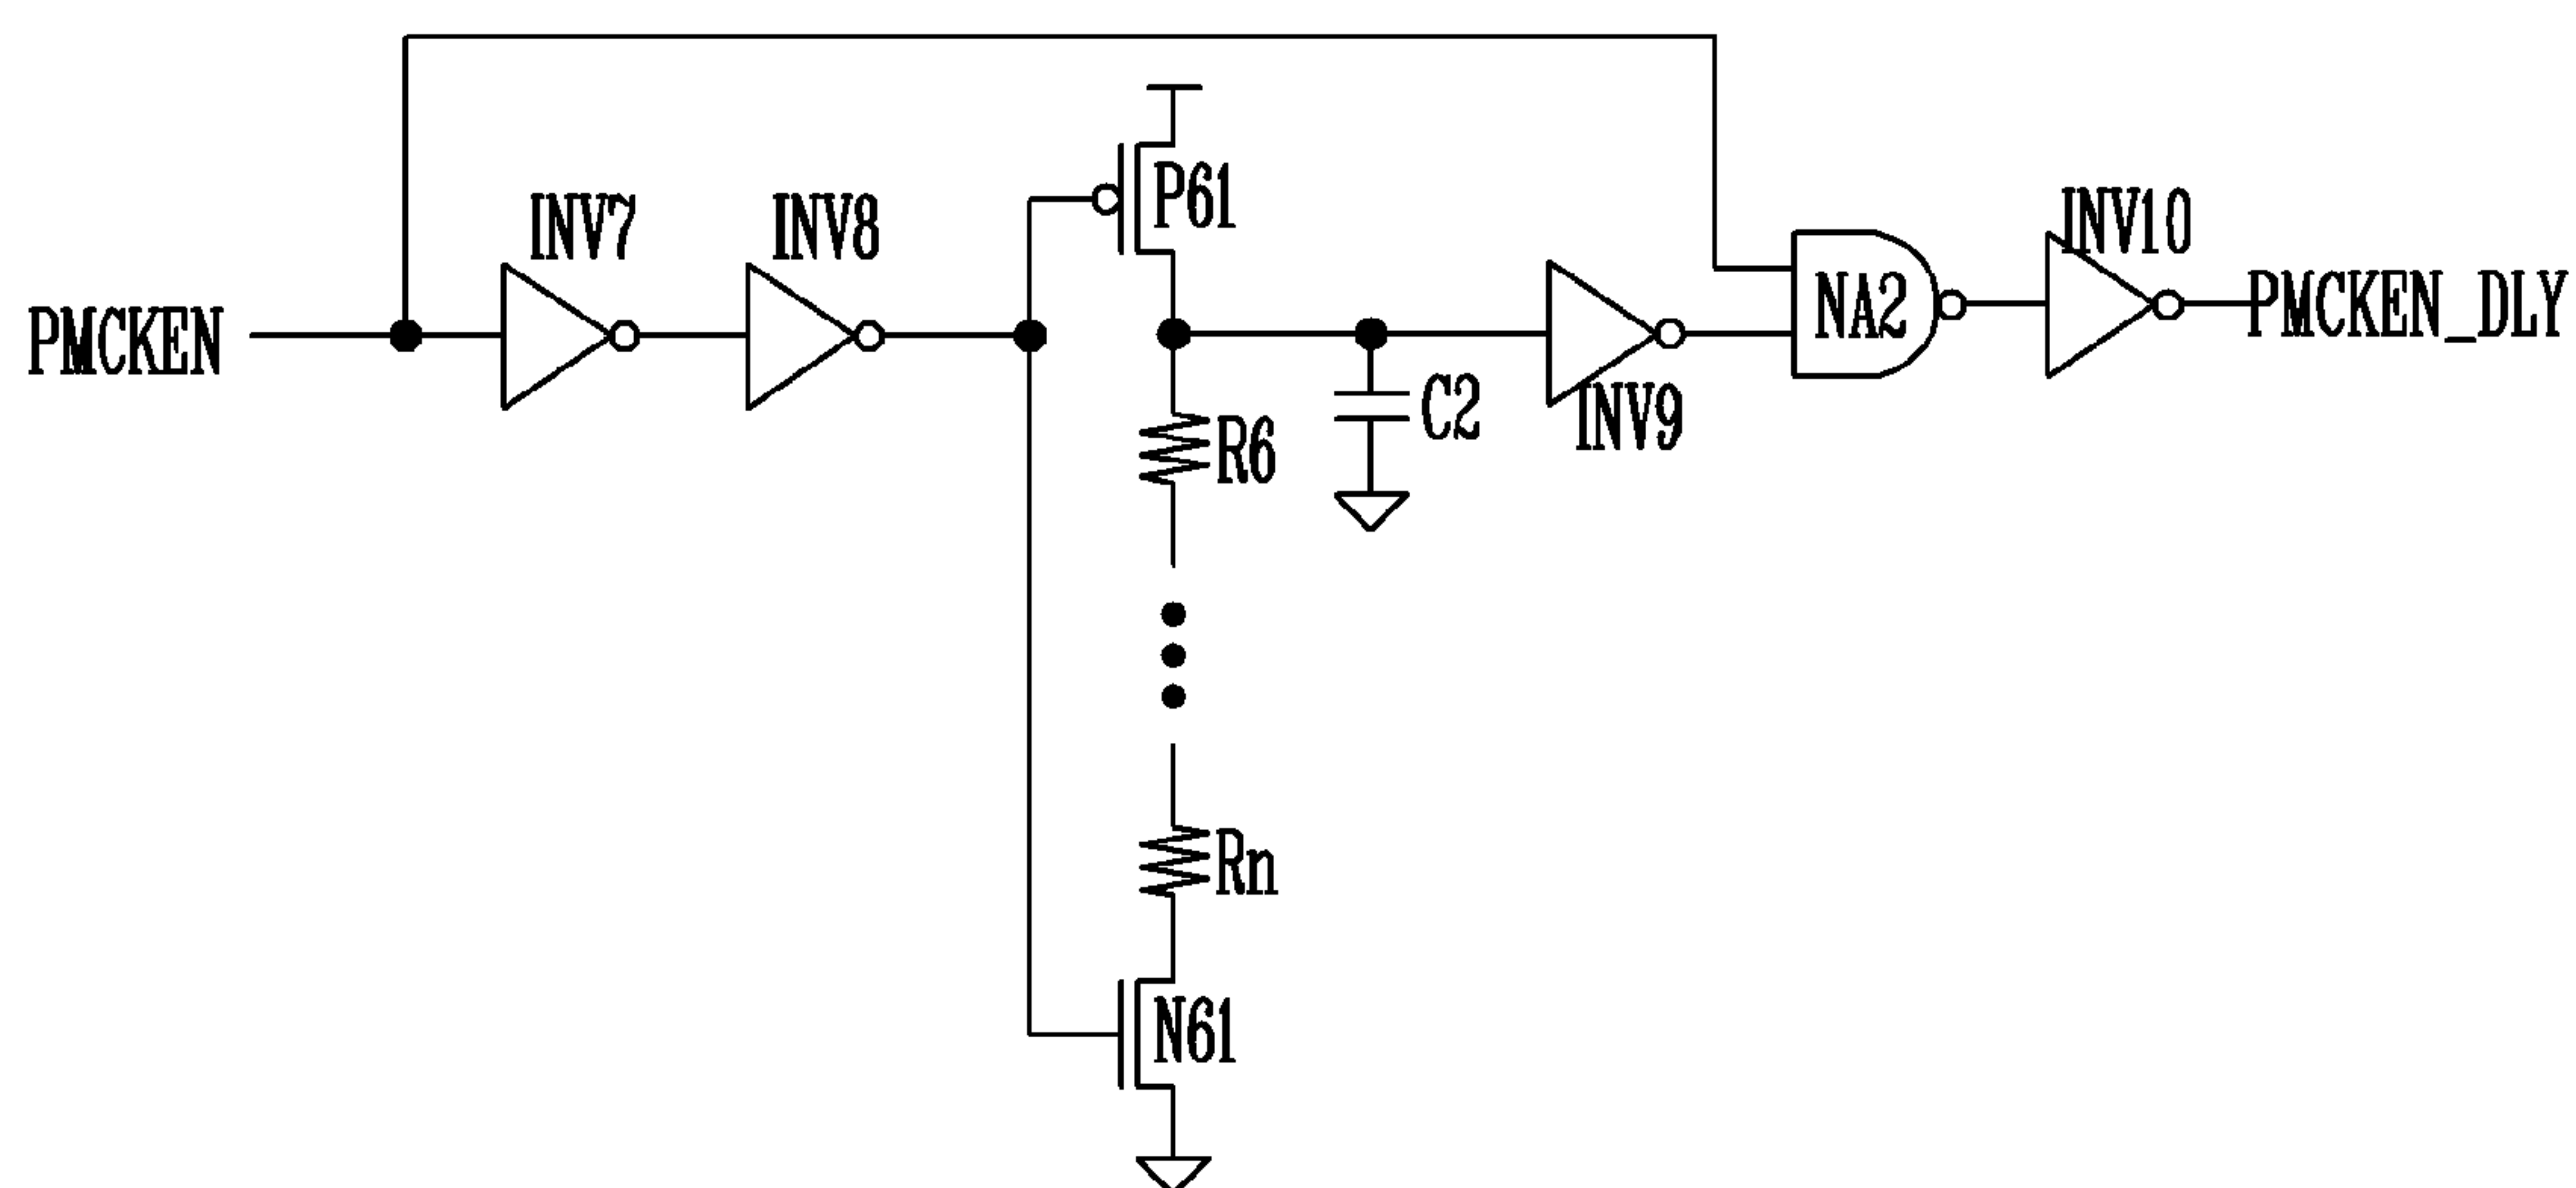 PMCKEN
INV7
INV8
P61
R6
Rn
N61
C2
INV9
NA2
INV10
PMCKEN_DLY